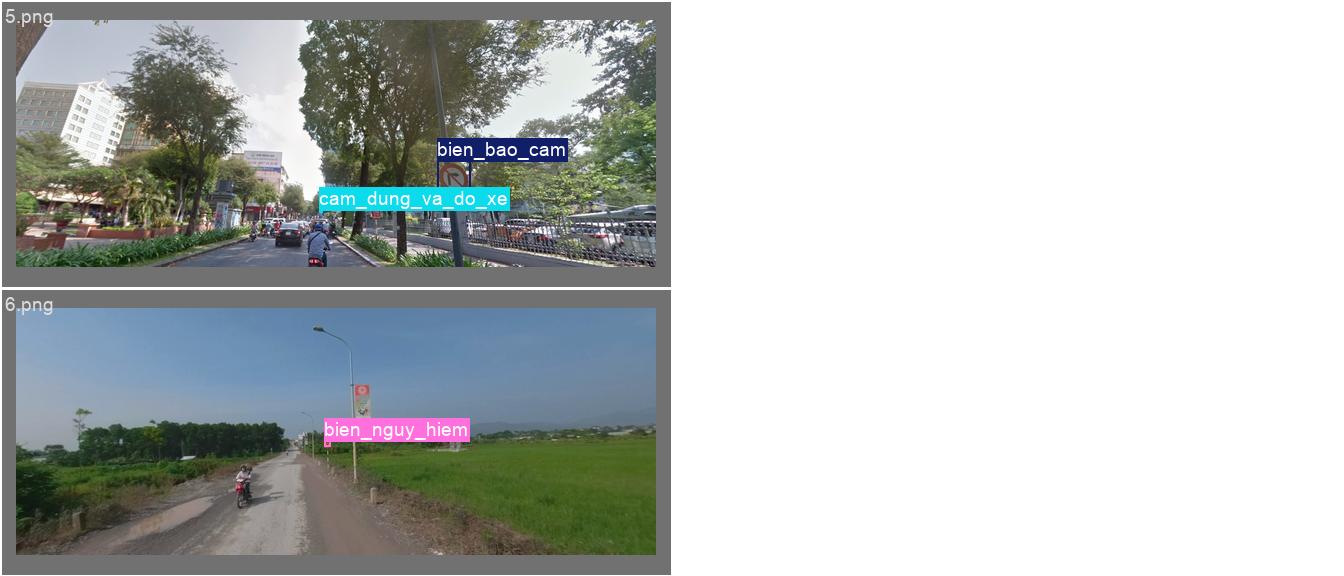 5.png
bien_bao_cam
cam_dung_va_do_xe
6.png
bien_nguy_hiem